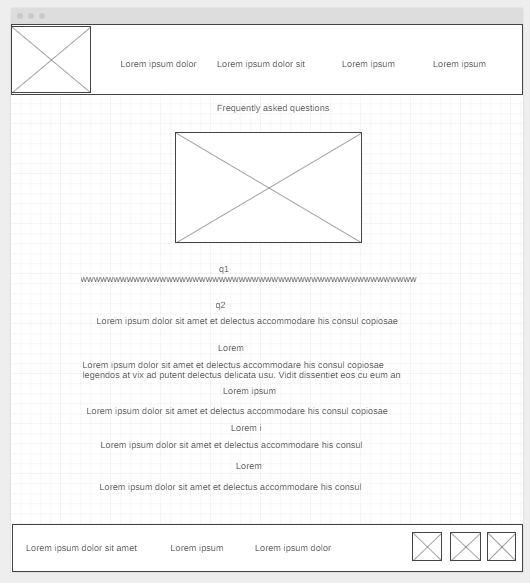 Lorem ipsum dolor Lorem ipsum dolor sit Lorem ipsum Lorem ipsum
Frequently asked questions
q1
q2
Lorem ipsum dolor sit amet et delectus accommodare his consul copiosae
Lorem
Lorem ipsum dolor sit amet et delectus accommodare his consul copiosae
legendos at vix ad putent delectus delicata usu. Vidit dissentiet eos cu eum an
Lorem ipsum
Lorem ipsum dolor sit amet et delectus accommodare his consul copiosae
Lorem i
Lorem ipsum dolor sit amet et delectus accommodare his consul
Lorem
Lorem ipsum dolor sit amet et delectus accommodare his consul
Lorem ipsum dolor sit amet Lorem ipsum Lorem ipsum dolor